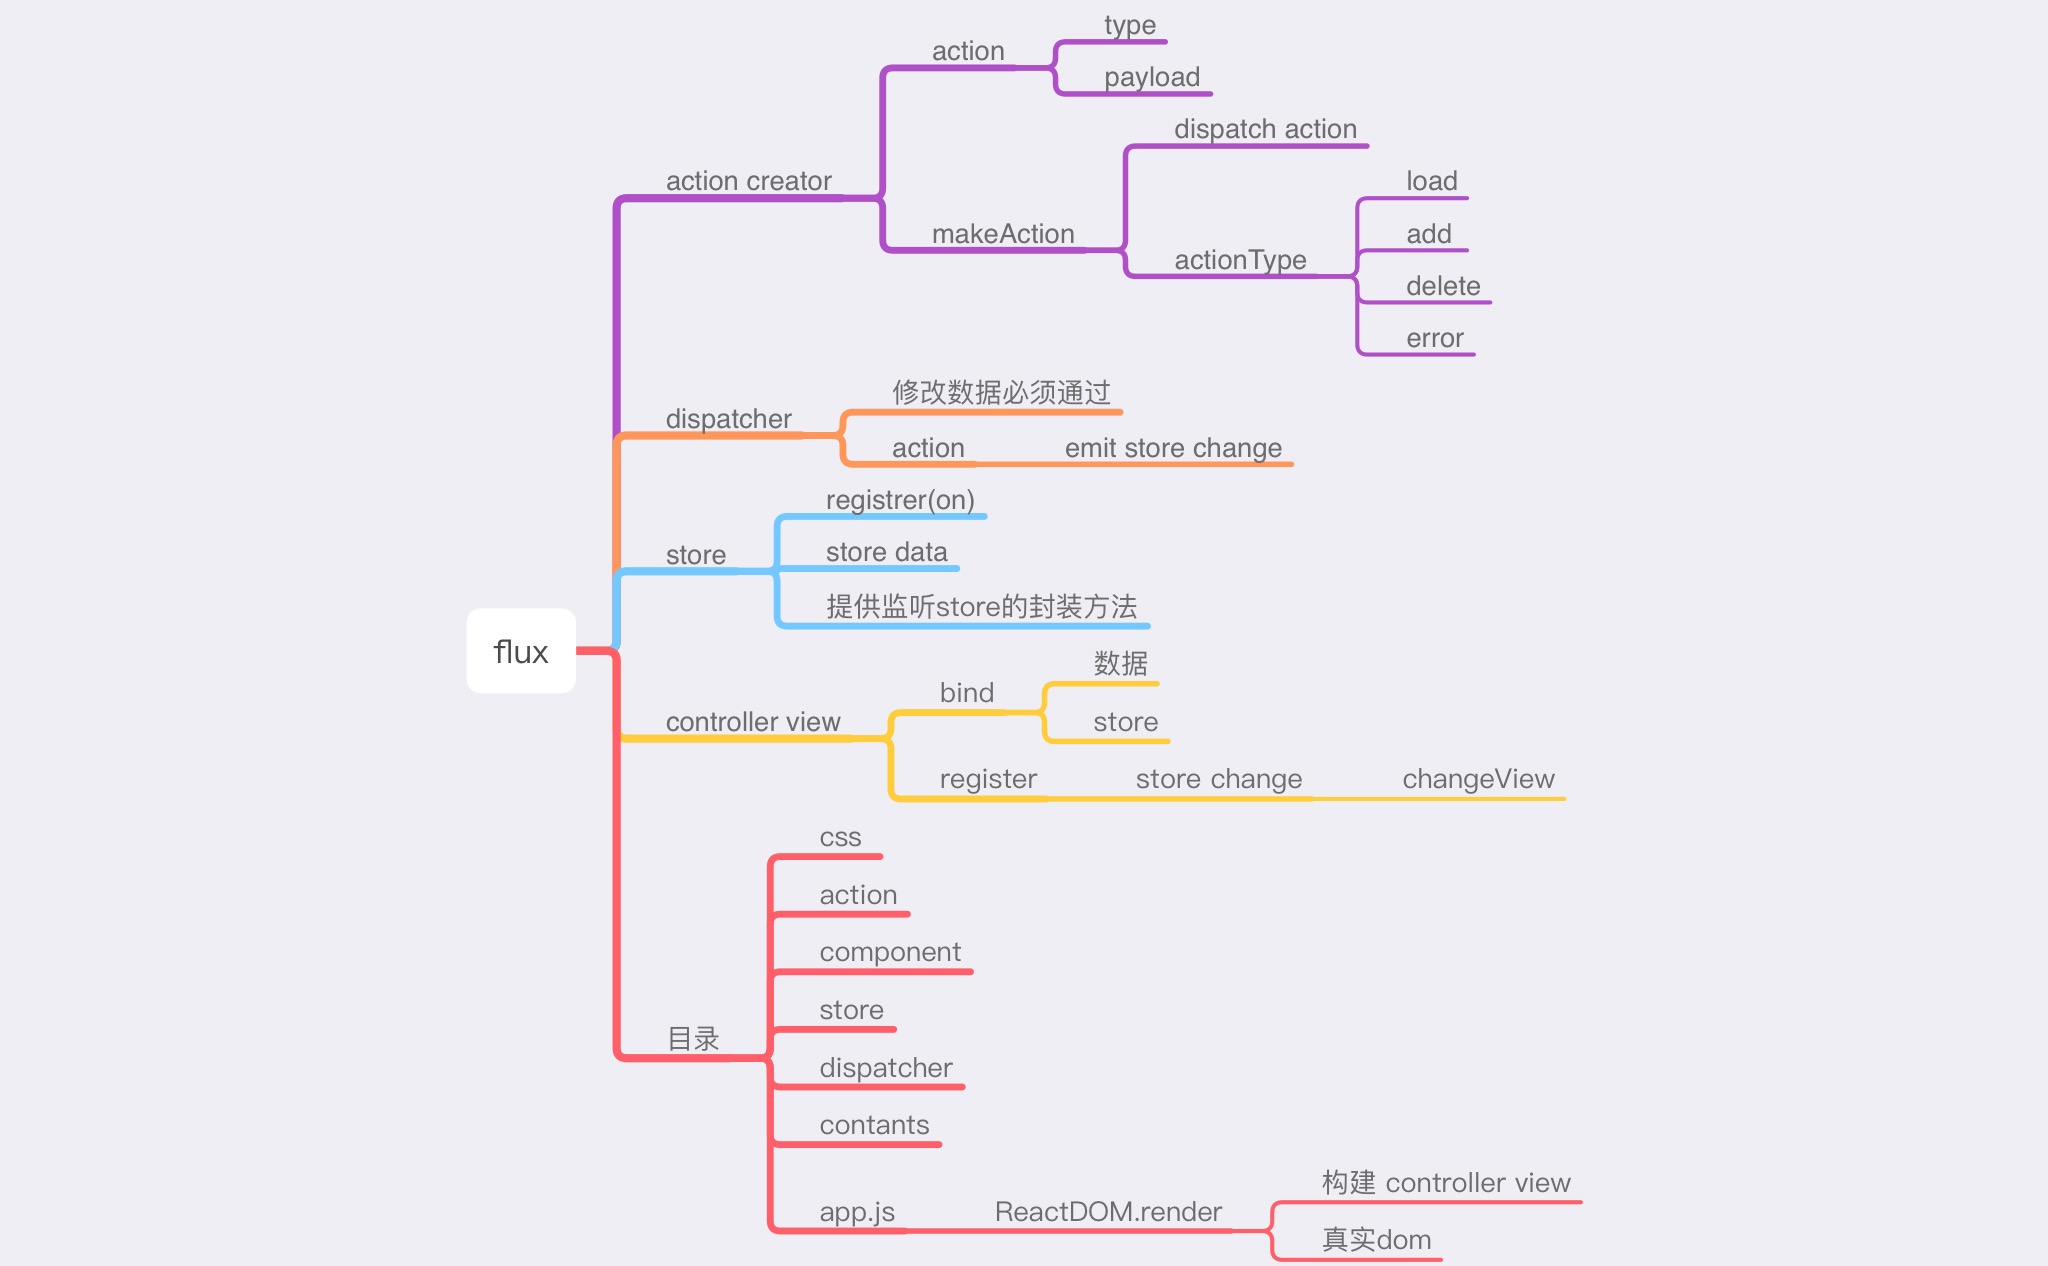 type
action
payload
dispatch action
action creator
load
makeAction
add
actionType
delete
error
修改数据必须通过
dispatcher
action
emit store change
registrer(on)
store
store data
提供监听store的封装方法
flux
数据
bind
controller view
store
register
store change
changeView
css
action
component
store
目录
dispatcher
contants
构建 controller view
app.js
ReactDOM.render
真实dom